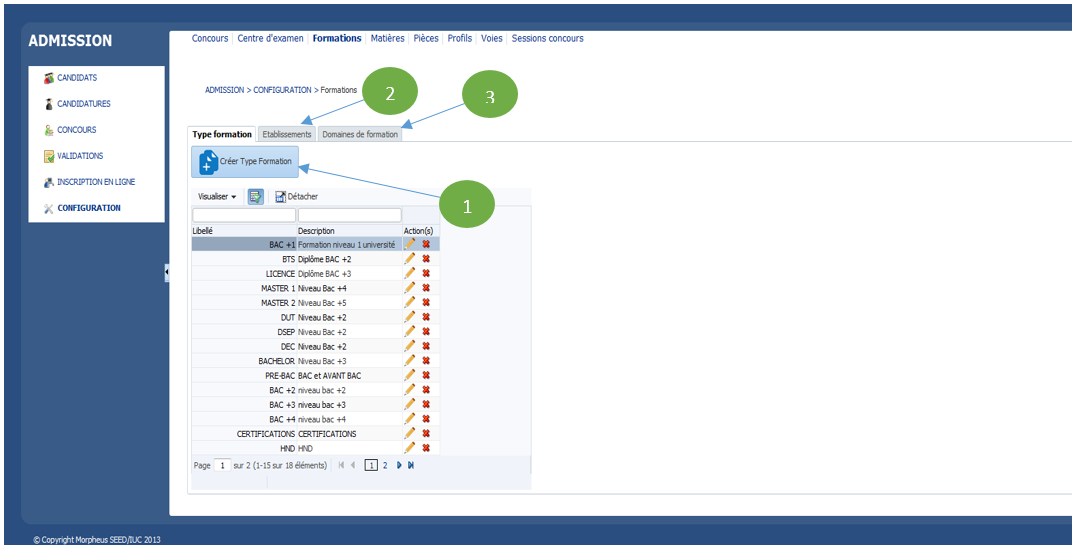 ADMISSION
Concours Centre d'examen Formations Matières Pièces Profils Voies Sessions concours
CANDIDATS
CANDIDATURES
CONCOURS
VALIDATIONS
INSCRIPTION EN LIGNE
CONFIGURATION
ADMISSION > CONFIGURATION > Formations
2
3
Type formation Etablissements Domaines de formation
Créer Type Formation
1
Visualiser Détacher
Libellé Description Action(s)
BAC +1 Formation niveau 1 université
BTS Diplôme BAC +2
LICENCE Diplôme BAC +3
MASTER 1 Niveau Bac +4
MASTER 2 Niveau Bac +5
DUT Niveau Bac +2
DSEP Niveau Bac +2
DEC Niveau Bac +2
BACHELOR Niveau Bac +3
PRE-BAC BAC et AVANT BAC
BAC +2 niveau bac +2
BAC +3 niveau bac +3
BAC +4 niveau bac +4
CERTIFICATIONS CERTIFICATIONS
HND HND
Page 1 sur 2 (1-15 sur 18 éléments) 1 2
© Copyright Morpheus SEED/IUC 2013